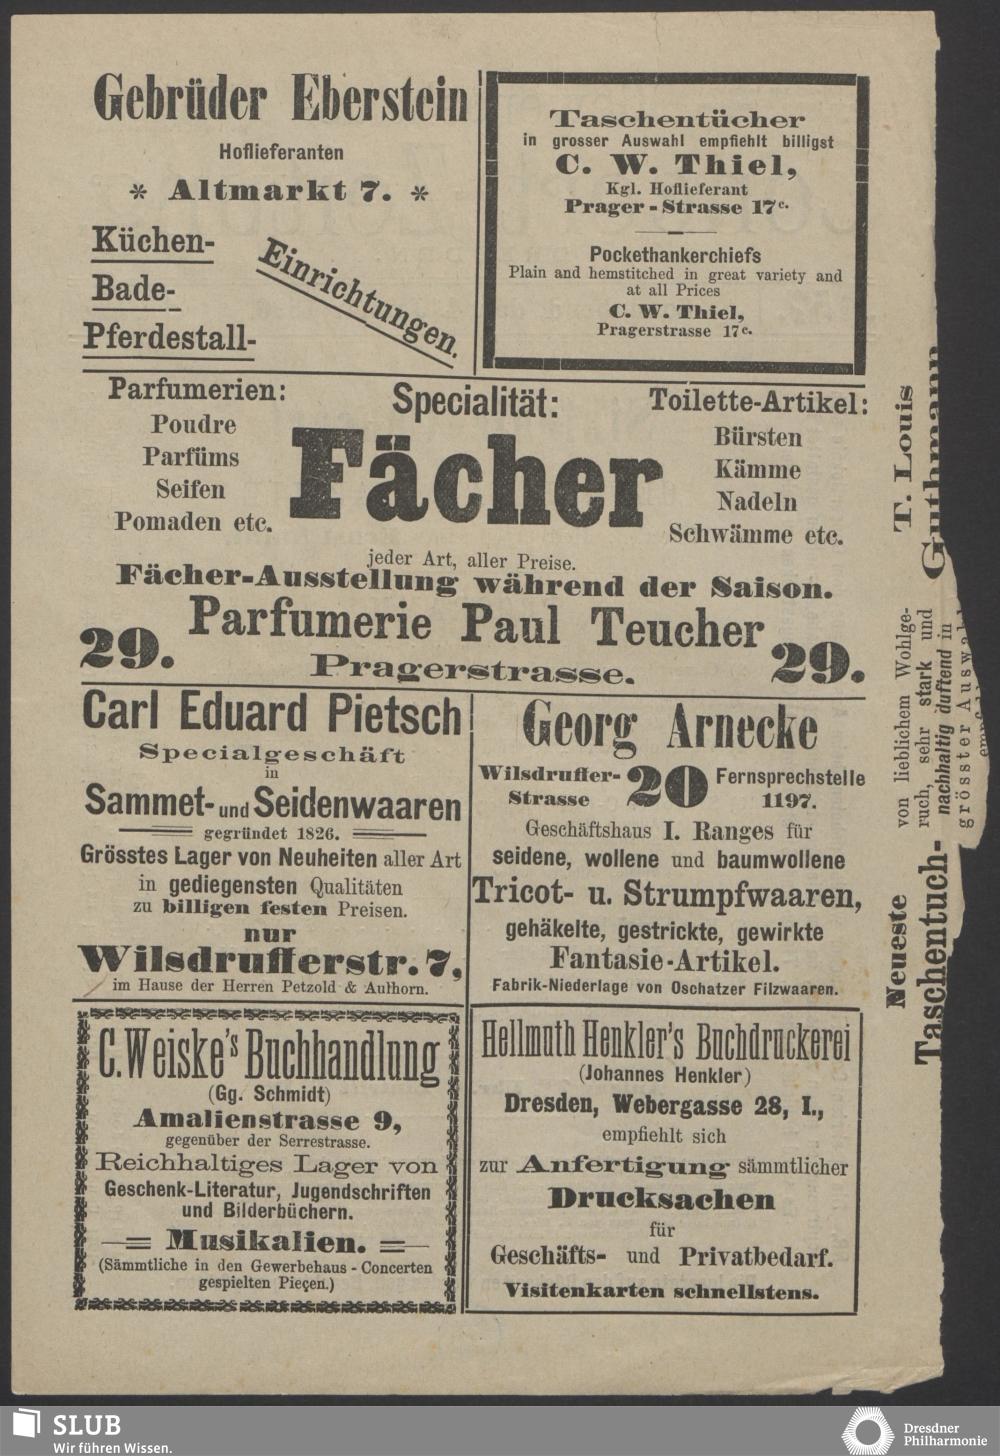 Gebrüder Eberstein
Hoflieferanten
* Altmarkt 7. *
Küchen-
Bade-
Pferdestall-
Einrichtungen.
Taschentücher
in grosser Auswahl empfiehlt billigst
C. W. Thiel,
Kgl. Hoflieferant
Prager-Strasse 17c.
Pockethankerchiefs
Plain and hemstitched in great variety and
at all Prices
C. W. Thiel,
Pragerstrasse 17c.
Parfumerien:
Poudre
Parfüms
Seifen
Pomaden etc.
Specialität:
Fächer
Toilette-Artikel:
Bürsten
Kämme
Nadeln
Schwämme etc.
jeder Art, aller Preise.
Fächer-Ausstellung während der Saison.
29. Parfumerie Paul Teucher 29.
Pragerstrasse.
Carl Eduard Pietsch
Specialgeschäft
in
Sammet- und Seidenwaaren
gegründet 1826.
Grösstes Lager von Neuheiten aller Art
in gediegensten Qualitäten
zu billigen festen Preisen.
nur
Wilsdrufferstr. 7,
im Hause der Herren Petzold & Aulhorn.
Georg Arnecke
Wilsdruffer-
Strasse
20
Fernsprechstelle
1197.
Geschäftshaus I. Ranges für
seidene, wollene und baumwollene
Tricot- u. Strumpfwaaren,
gehäkelte, gestrickte, gewirkte
Fantasie-Artikel.
Fabrik-Niederlage von Oschatzer Filzwaaren.
C. Weiske's Buchhandlung
(Gg. Schmidt)
Amalienstrasse 9,
gegenüber der Serrestrasse.
Reichhaltiges Lager von
Geschenk-Literatur, Jugendschriften
und Bilderbüchern.
Musikalien.
(Sämmtliche in den Gewerbehaus-Concerten
gespielten Pieçen.)
Hellmuth Henkler's Buchdruckerei
(Johannes Henkler)
Dresden, Webergasse 28, I.,
empfiehlt sich
zur Anfertigung sämmtlicher
Drucksachen
für
Geschäfts- und Privatbedarf.
Visitenkarten schnellstens.
Neueste
Taschentuch-
von lieblichem Wohlge-
ruch, sehr stark und
nachhaltig duftend in
grösster Auswahl
T. Louis
Guthmann
SLUB
Wir führen Wissen.
Dresdner
Philharmonie